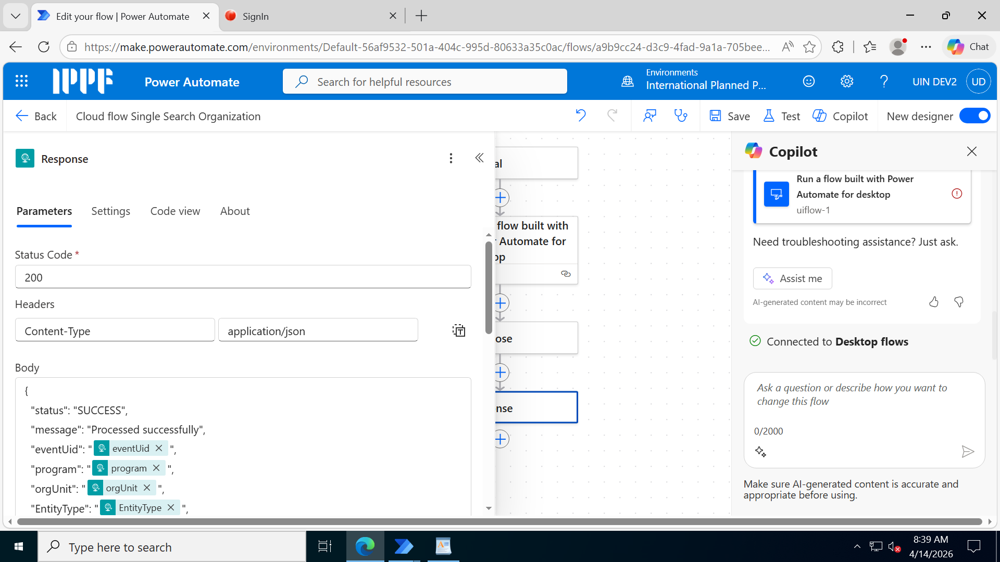 Edit your flow | Power Automate
SignIn
https://make.powerautomate.com/environments/Default-56af9532-501a-404c-995d-80633a35c0ac/flows/a9b9cc24-d3c9-4fad-9a1a-705bee...
Chat
IPPF
Power Automate
Search for helpful resources
Environments
International Planned P...
UIN DEV2
UD
Back
Cloud flow Single Search Organization
Save
Test
Copilot
New designer
Response
Parameters
Settings
Code view
About
Status Code *
200
Headers
Content-Type
application/json
Body
{
"status": "SUCCESS",
"message": "Processed successfully",
"eventUid": " eventUid ",
"program": " program ",
"orgUnit": " orgUnit ",
"EntityType": " EntityType ",
al
flow built with
Automate for
op
ose
nse
Copilot
Run a flow built with Power
Automate for desktop
uiflow-1
Need troubleshooting assistance? Just ask.
Assist me
AI-generated content may be incorrect
Connected to Desktop flows
Ask a question or describe how you want to
change this flow
0/2000
Make sure AI-generated content is accurate and
appropriate before using.
Type here to search
8:39 AM
4/14/2026